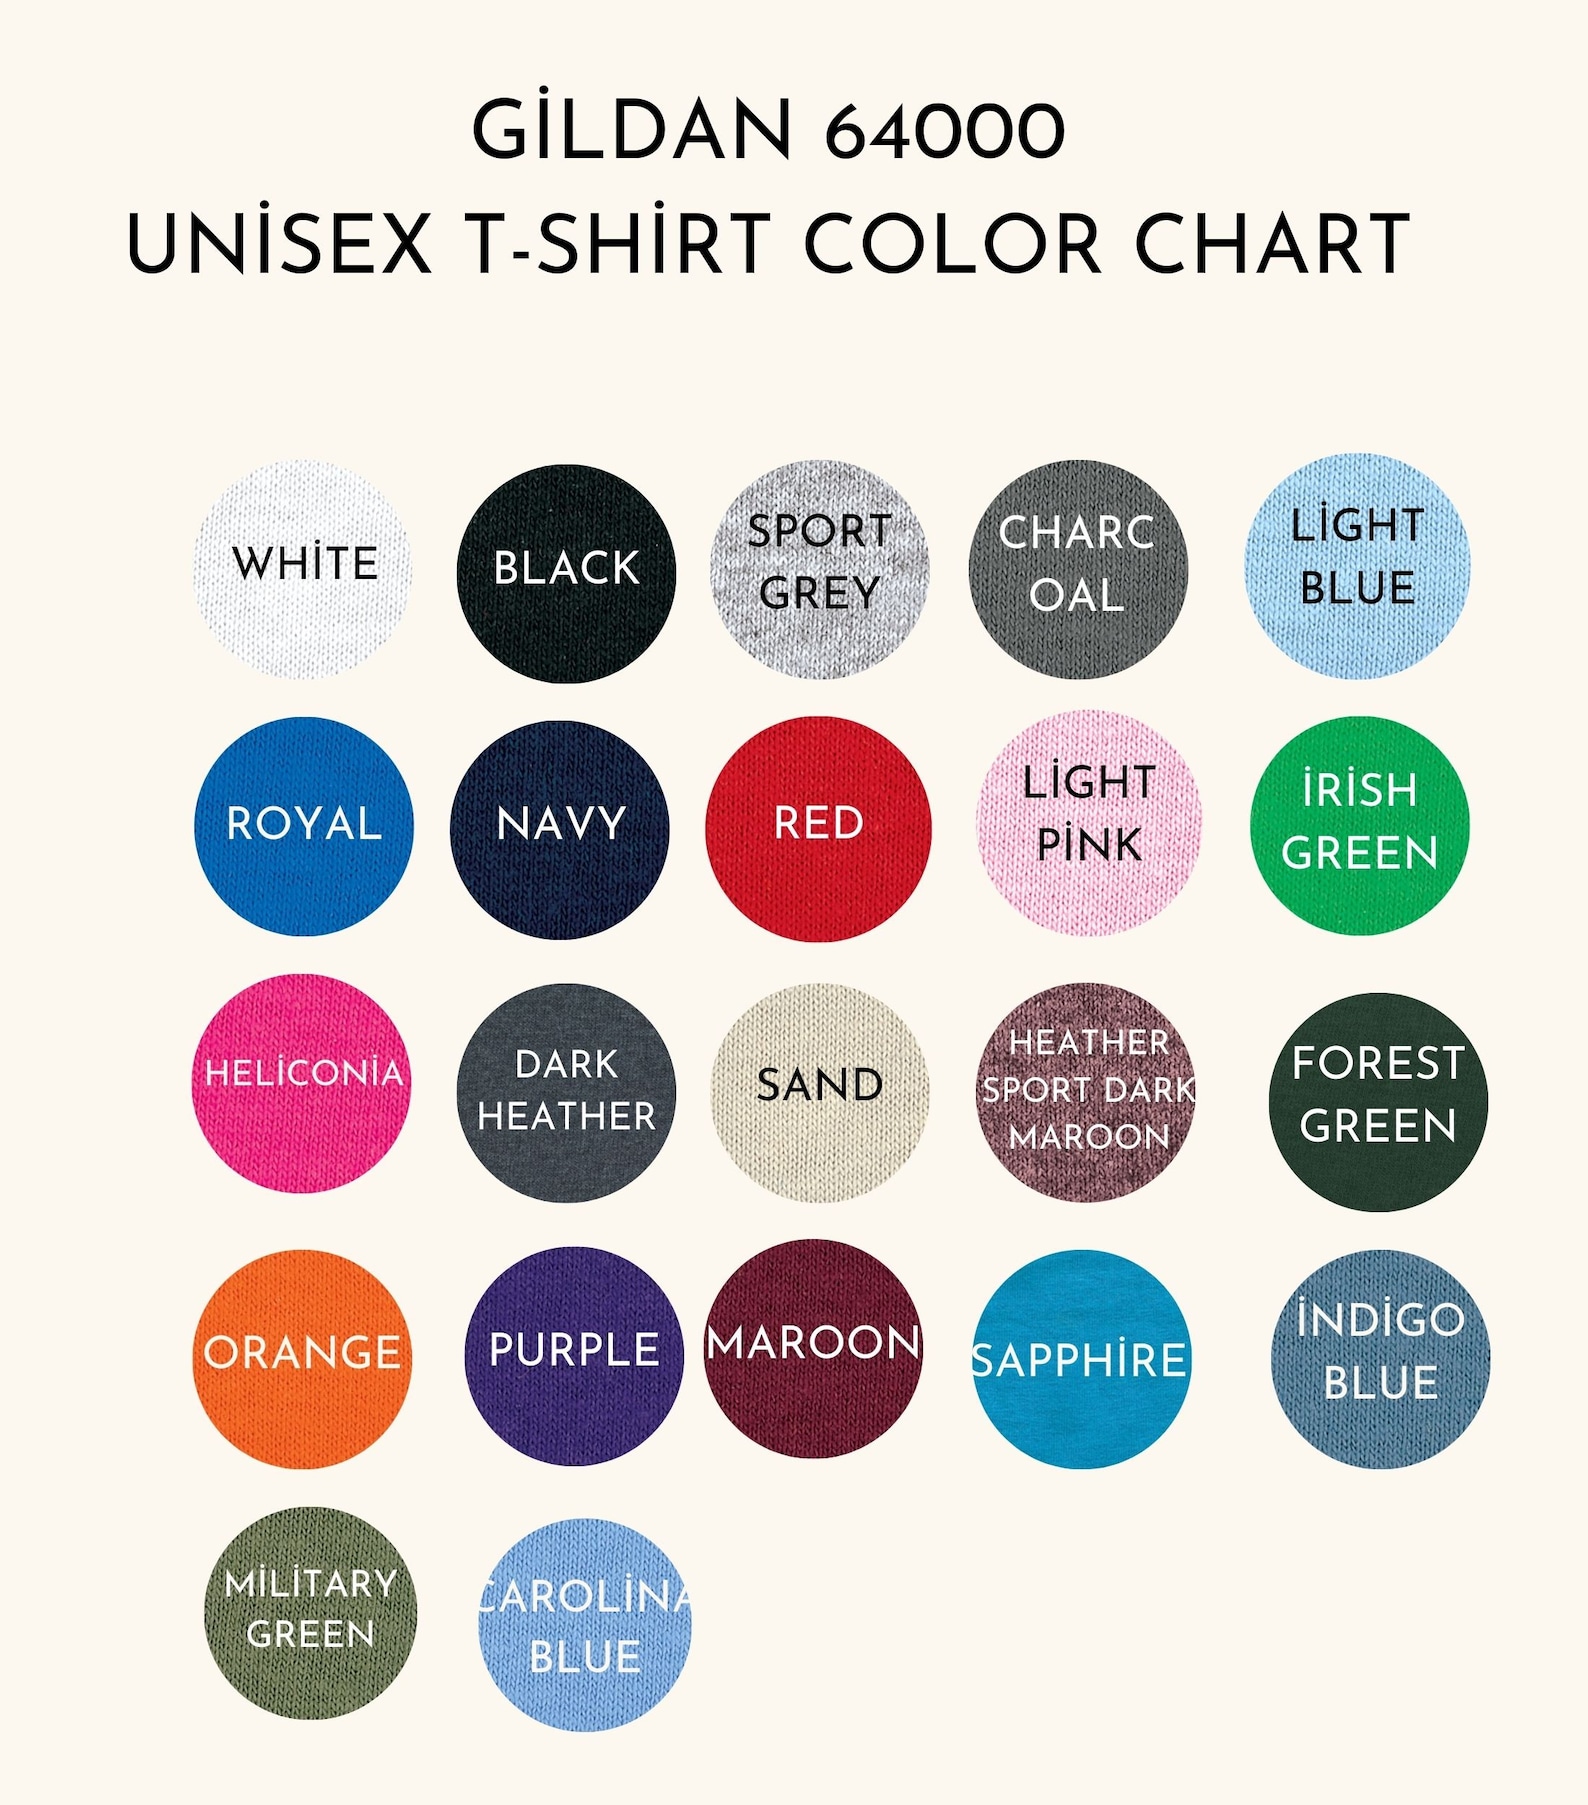 GİLDAN 64000
UNİSEX T-SHİRT COLOR CHART
WHİTE
BLACK
SPORT
GREY
CHARC
OAL
LİGHT
BLUE
ROYAL
NAVY
RED
LİGHT
PİNK
İRİSH
GREEN
HELİCONİA
DARK
HEATHER
SAND
HEATHER
SPORT DARK
MAROON
FOREST
GREEN
ORANGE
PURPLE
MAROON
SAPPHİRE
İNDİGO
BLUE
MİLİTARY
GREEN
CAROLİNA
BLUE